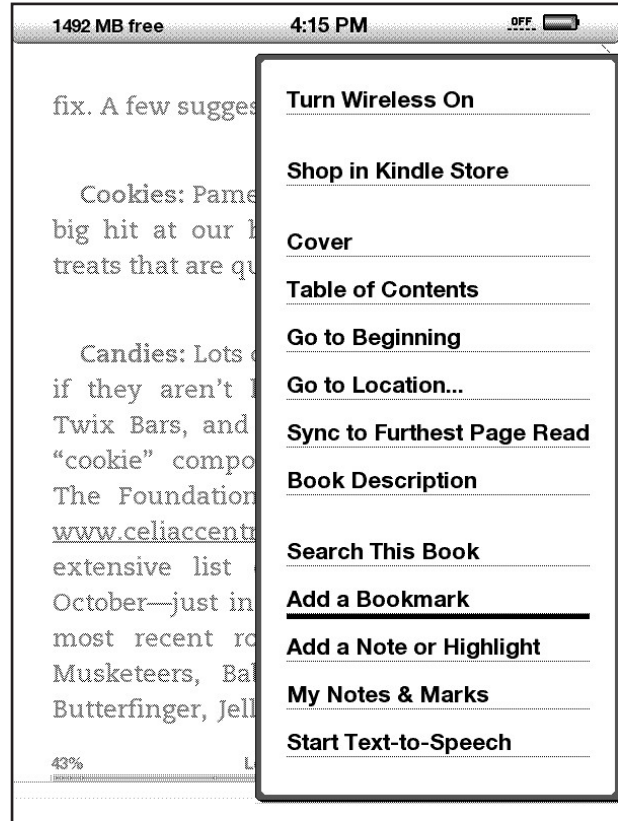 1492 MB free 4:15 PM OFF
fix. A few sugges
Cookies: Pame
big hit at our
treats that are qu
Candies: Lots
if they aren't
Twix Bars, and
“cookie” compo
The Foundation
www.celiaccentr
extensive list
October—just in
most recent ro
Musketeers, Ba
Butterfinger, Jell
43%
Turn Wireless On
Shop in Kindle Store
Cover
Table of Contents
Go to Beginning
Go to Location...
Sync to Furthest Page Read
Book Description
Search This Book
Add a Bookmark
Add a Note or Highlight
My Notes & Marks
Start Text-to-Speech